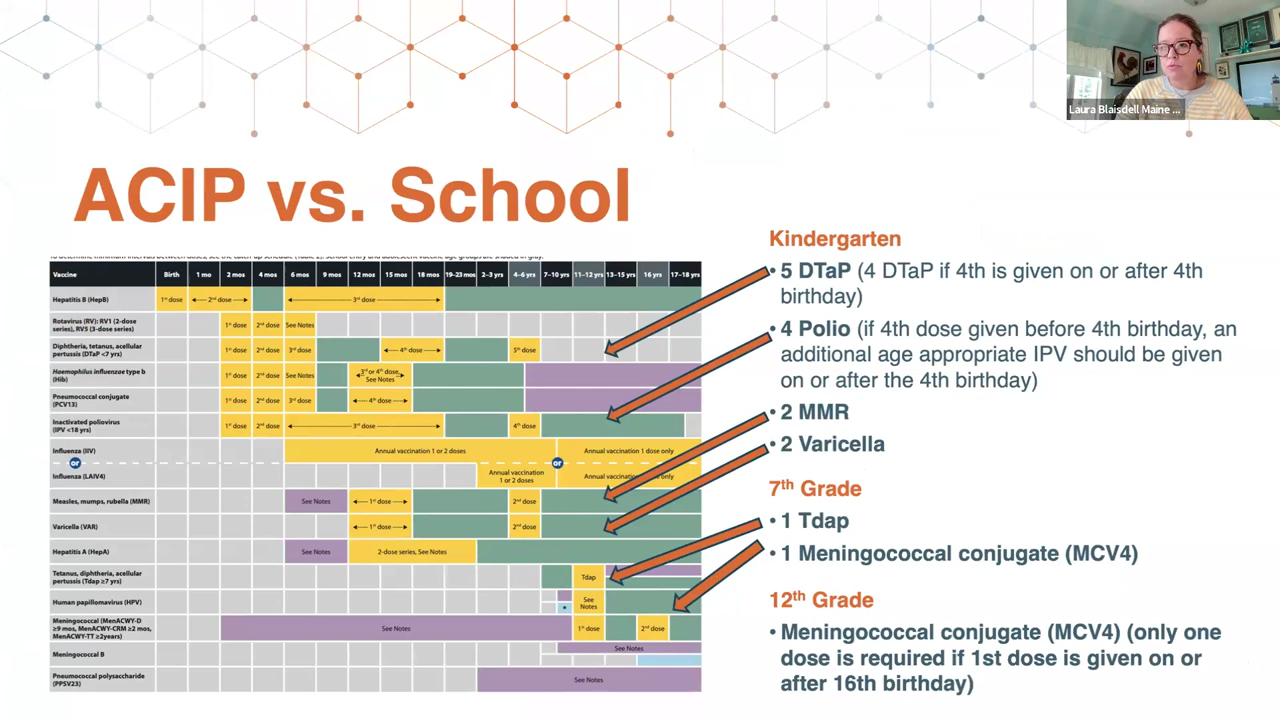 Laura Blaisdell Maine ...
ACIP vs. School
Vaccine Birth 1 mo 2 mos 4 mos 6 mos 9 mos 12 mos 15 mos 18 mos 19–23 mos 2–3 yrs 4–6 yrs 7–10 yrs 11–12 yrs 13–15 yrs 16 yrs 17–18 yrs
Hepatitis B (HepB) 1st dose 2nd dose 3rd dose
Rotavirus (RV): RV1 (2-dose
series), RV5 (3-dose series) 1st dose 2nd dose See Notes
Diphtheria, tetanus, acellular
pertussis (DTaP <7 yrs) 1st dose 2nd dose 3rd dose 4th dose 5th dose
Haemophilus influenzae type b
(Hib) 1st dose 2nd dose See Notes 3rd or 4th dose,
See Notes
Pneumococcal conjugate
(PCV13) 1st dose 2nd dose 3rd dose 4th dose
Inactivated poliovirus
(IPV <18 yrs) 1st dose 2nd dose 3rd dose 4th dose
Influenza (IIV) Annual vaccination 1 or 2 doses Annual vaccination 1 dose only
or or
Influenza (LAIV4) Annual vaccination
1 or 2 doses Annual only
Measles, mumps, rubella (MMR) See Notes 1st dose 2nd dose
Varicella (VAR) 1st dose 2nd dose
Hepatitis A (HepA) See Notes 2-dose series, See Notes
Tetanus, diphtheria, acellular
pertussis (Tdap ≥7 yrs) Tdap
Human papillomavirus (HPV) * See
Notes
Meningococcal (MenACWY-D
≥9 mos, MenACWY-CRM ≥2 mos,
MenACWY-TT ≥2years) See Notes 1st dose 2nd dose
Meningococcal B See Notes
Pneumococcal polysaccharide
(PPSV23) See Notes
Kindergarten
• 5 DTaP (4 DTaP if 4th is given on or after 4th
birthday)
• 4 Polio (if 4th dose given before 4th birthday, an
additional age appropriate IPV should be given
on or after the 4th birthday)
• 2 MMR
• 2 Varicella
7th Grade
• 1 Tdap
• 1 Meningococcal conjugate (MCV4)
12th Grade
• Meningococcal conjugate (MCV4) (only one
dose is required if 1st dose is given on or
after 16th birthday)